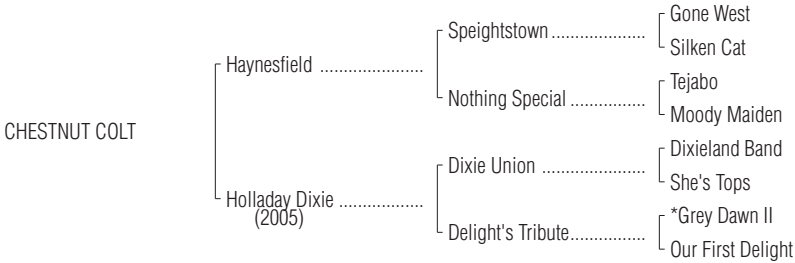 Gone West
Speightstown ....................
Silken Cat
Haynesfield ......................
Tejabo
Nothing Special ................
Moody Maiden
CHESTNUT COLT
Dixieland Band
Dixie Union ......................
She's Tops
Holladay Dixie ..................
(2005)
*Grey Dawn II
Delight's Tribute................
Our First Delight